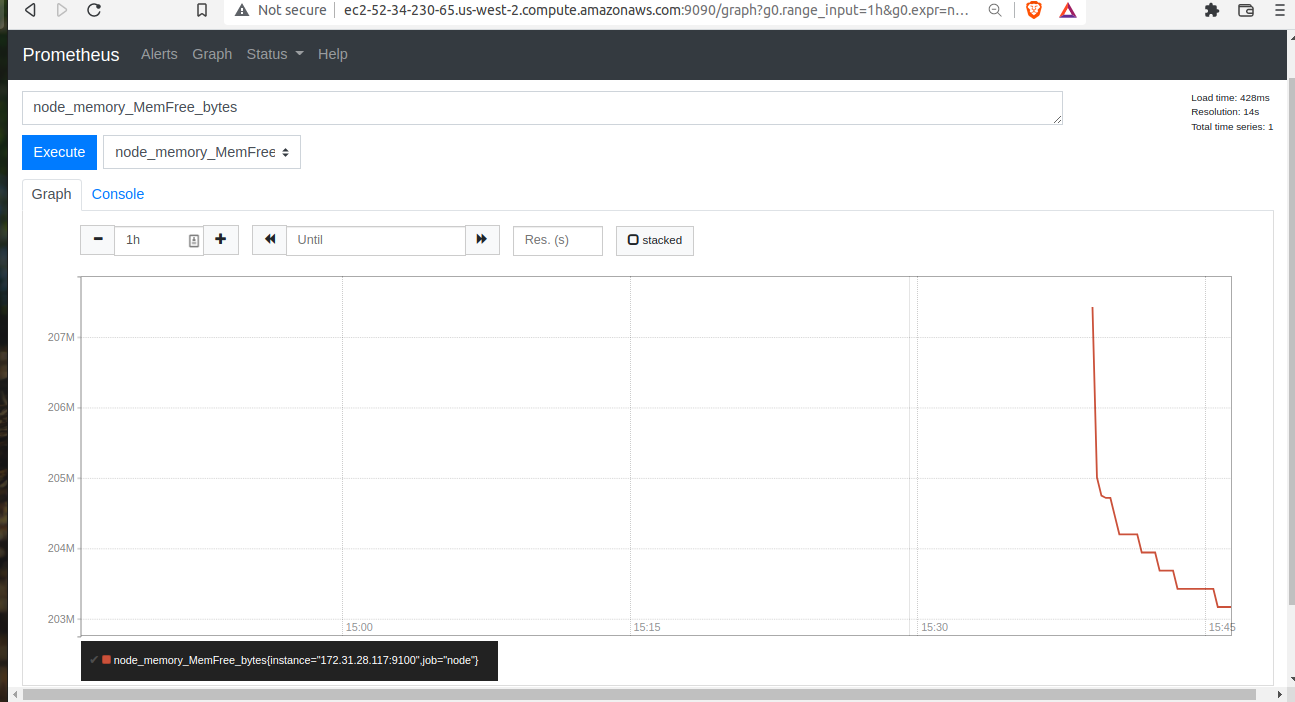 Not secure ec2-52-34-230-65.us-west-2.compute.amazonaws.com:9090/graph?g0.range_input=1h&g0.expr=n...
Prometheus Alerts Graph Status Help
node_memory_MemFree_bytes
Load time: 428ms
Resolution: 14s
Total time series: 1
Execute node_memory_MemFree
Graph Console
1h Until Res. (s) stacked
207M
206M
205M
204M
203M
15:00 15:15 15:30 15:45
node_memory_MemFree_bytes{instance="172.31.28.117:9100",job="node"}